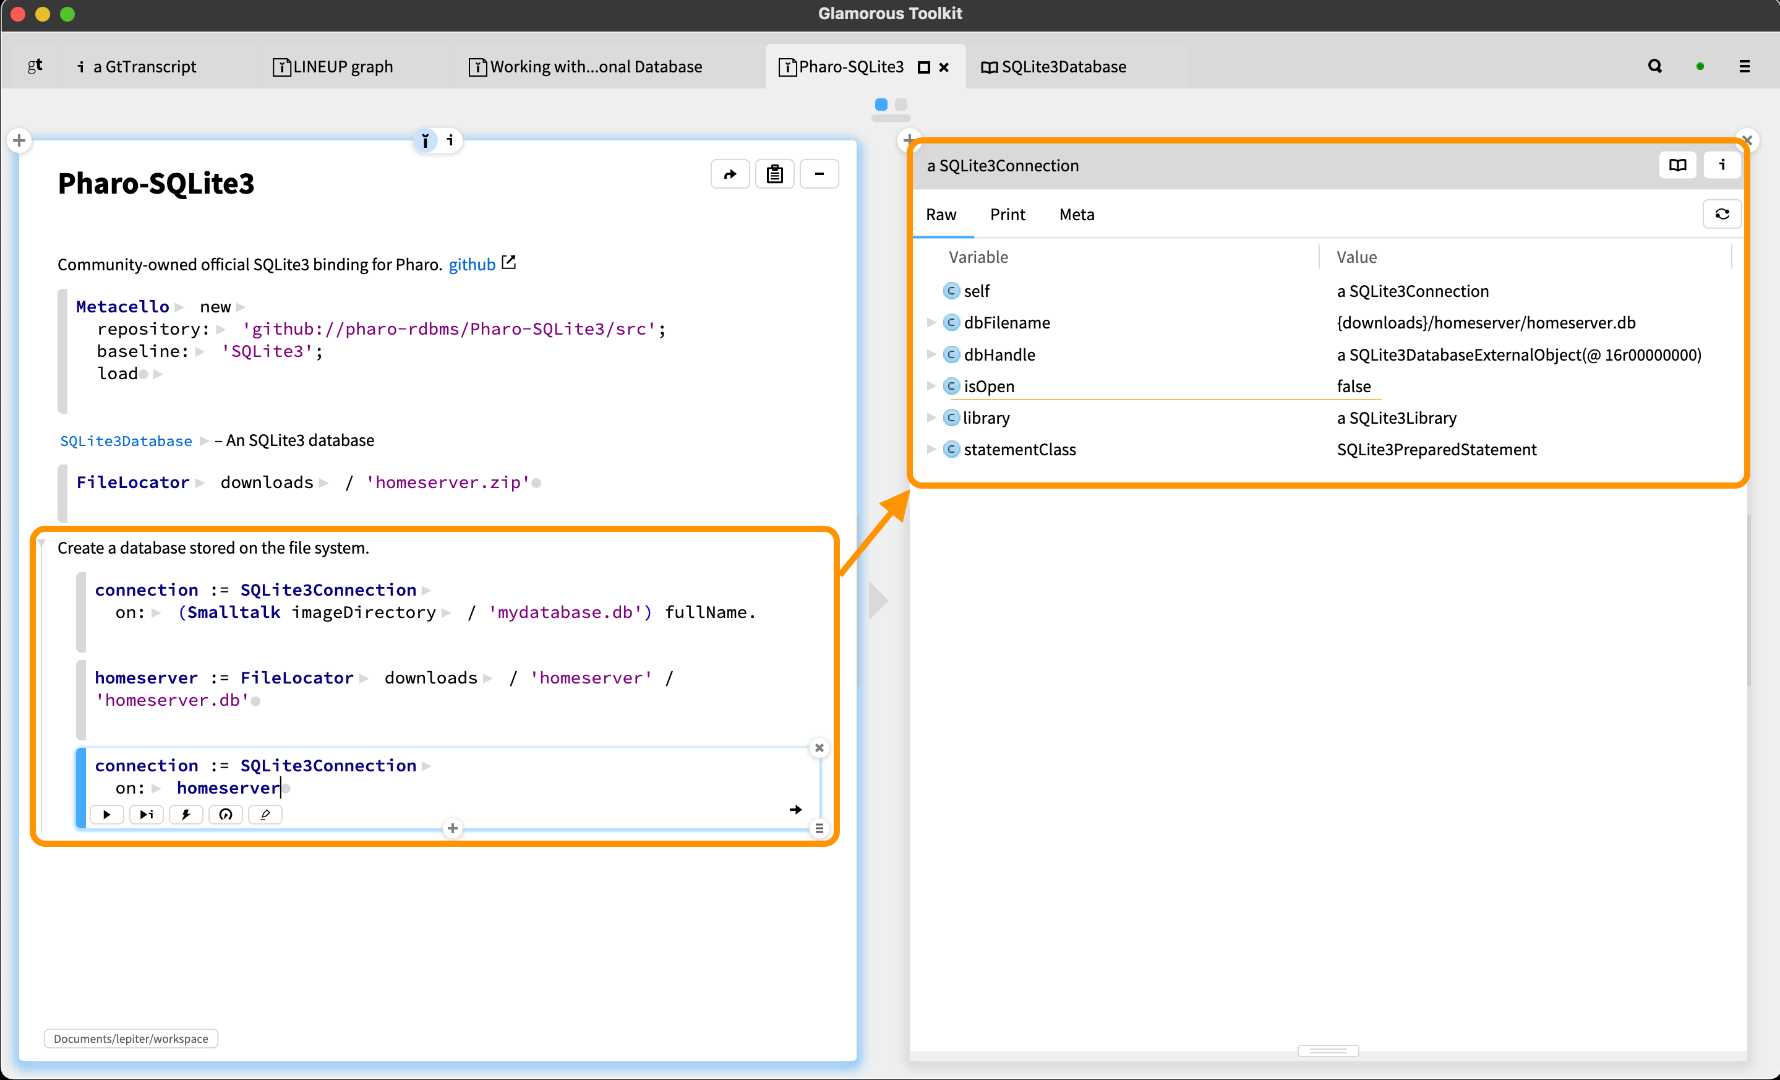 Glamorous Toolkit
gt
i a GtTranscript
LINEUP graph
Working with...onal Database
Pharo-SQLite3
SQLite3Database
Pharo-SQLite3
Community-owned official SQLite3 binding for Pharo. github
Metacello new
repository: 'github://pharo-rdbms/Pharo-SQLite3/src';
baseline: 'SQLite3';
load
SQLite3Database – An SQLite3 database
FileLocator downloads / 'homeserver.zip'
Create a database stored on the file system.
connection := SQLite3Connection
on: (Smalltalk imageDirectory / 'mydatabase.db') fullName.
homeserver := FileLocator downloads / 'homeserver' /
'homeserver.db'
connection := SQLite3Connection
on: homeserver
Documents/lepiter/workspace
a SQLite3Connection
Raw Print Meta
Variable Value
self a SQLite3Connection
dbFilename {downloads}/homeserver/homeserver.db
dbHandle a SQLite3DatabaseExternalObject(@ 16r00000000)
isOpen false
library a SQLite3Library
statementClass SQLite3PreparedStatement